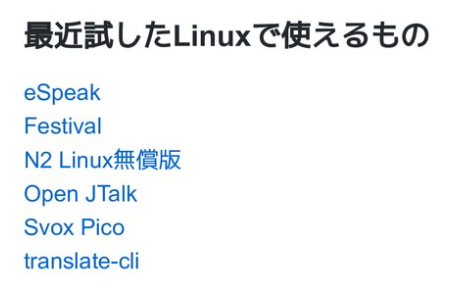 最近試したLinuxで使えるもの
eSpeak
Festival
N2 Linux無償版
Open JTalk
Svox Pico
translate-cli